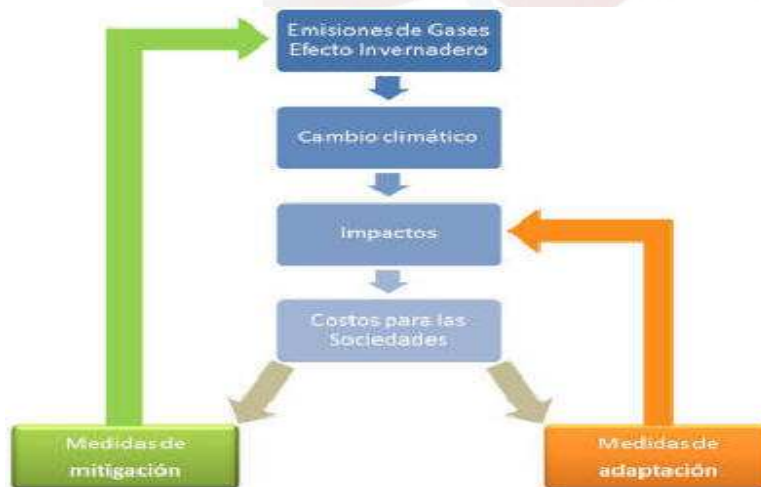 Emisiones de Gases
Efecto Invernadero
Cambio climático
Impactos
Costos para las
Sociedades
Medidas de
mitigación
Medidas de
adaptación